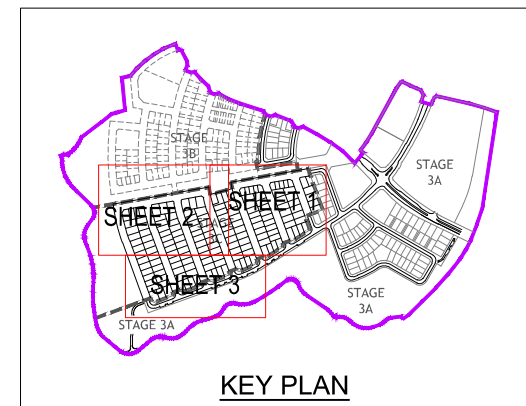 STAGE
3B
STAGE
3A
SHEET 2
SHEET 1
SHEET 3
STAGE
3A
STAGE 3A
KEY PLAN